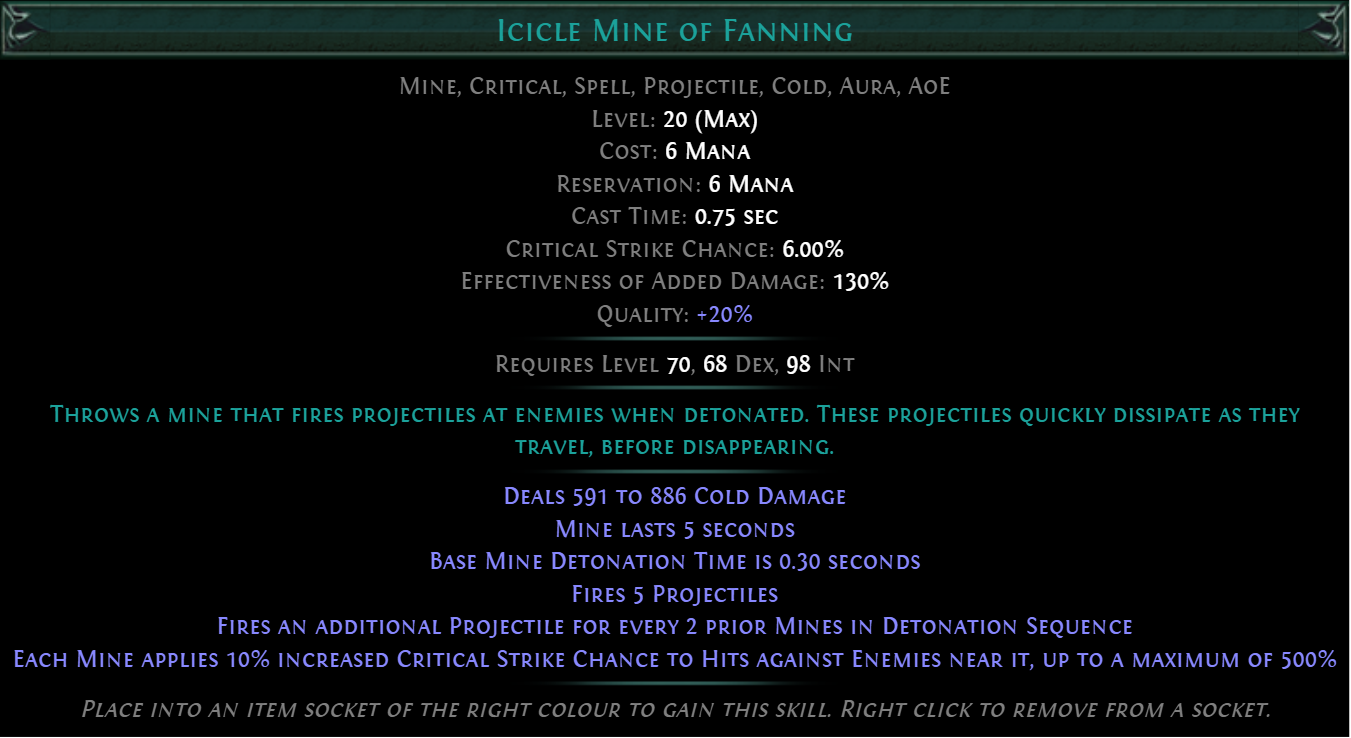 Icicle Mine of Fanning
Mine, Critical, Spell, Projectile, Cold, Aura, AoE
Level: 20 (Max)
Cost: 6 Mana
Reservation: 6 Mana
Cast Time: 0.75 sec
Critical Strike Chance: 6.00%
Effectiveness of Added Damage: 130%
Quality: +20%
Requires Level 70, 68 Dex, 98 Int
Throws a mine that fires projectiles at enemies when detonated. These projectiles quickly dissipate as they
travel, before disappearing.
Deals 591 to 886 Cold Damage
Mine lasts 5 seconds
Base Mine Detonation Time is 0.30 seconds
Fires 5 Projectiles
Fires an additional Projectile for every 2 prior Mines in Detonation Sequence
Each Mine applies 10% increased Critical Strike Chance to Hits against Enemies near it, up to a maximum of 500%
Place into an item socket of the right colour to gain this skill. Right click to remove from a socket.